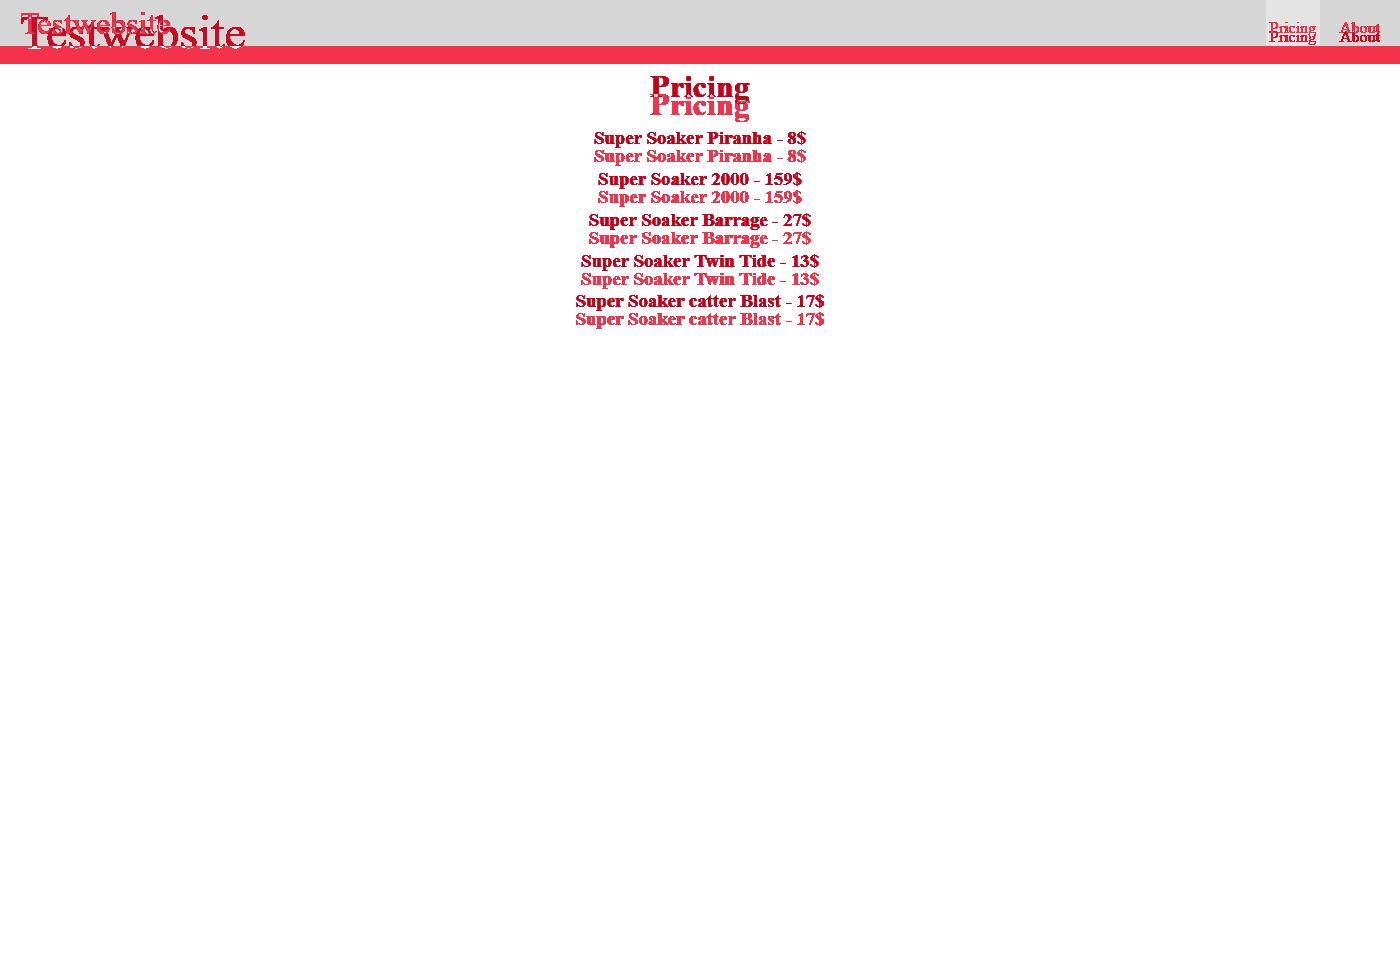 Testwebsite
Testwebsite
Pricing About
Pricing About
Pricing
Pricing
Super Soaker Piranha - 8$
Super Soaker Piranha - 8$
Super Soaker 2000 - 159$
Super Soaker 2000 - 159$
Super Soaker Barrage - 27$
Super Soaker Barrage - 27$
Super Soaker Twin Tide - 13$
Super Soaker Twin Tide - 13$
Super Soaker catter Blast - 17$
Super Soaker catter Blast - 17$